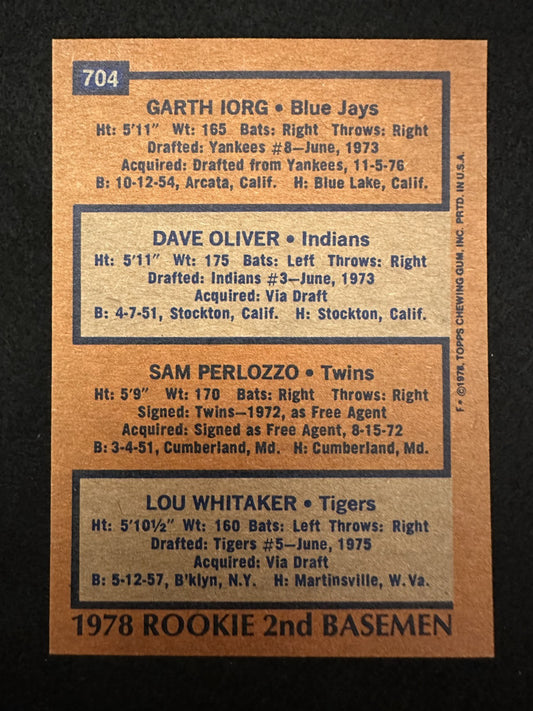 704
GARTH IORG • Blue Jays
Ht: 5'11" Wt: 165 Bats: Right Throws: Right
Drafted: Yankees #8—June, 1973
Acquired: Drafted from Yankees, 11-5-76
B: 10-12-54, Arcata, Calif. H: Blue Lake, Calif.
DAVE OLIVER • Indians
Ht: 5'11" Wt: 175 Bats: Left Throws: Right
Drafted: Indians #3—June, 1973
Acquired: Via Draft
B: 4-7-51, Stockton, Calif. H: Stockton, Calif.
SAM PERLOZZO • Twins
Ht: 5'9" Wt: 170 Bats: Right Throws: Right
Signed: Twins—1972, as Free Agent
Acquired: Signed as Free Agent, 8-15-72
B: 3-4-51, Cumberland, Md. H: Cumberland, Md.
LOU WHITAKER • Tigers
Ht: 5'10½" Wt: 160 Bats: Left Throws: Right
Drafted: Tigers #5—June, 1975
Acquired: Via Draft
B: 5-12-57, B'klyn, N.Y. H: Martinsville, W. Va.
1978 ROOKIE 2nd BASEMEN
F • ©1978, TOPPS CHEWING GUM, INC. PRTD. IN U.S.A.